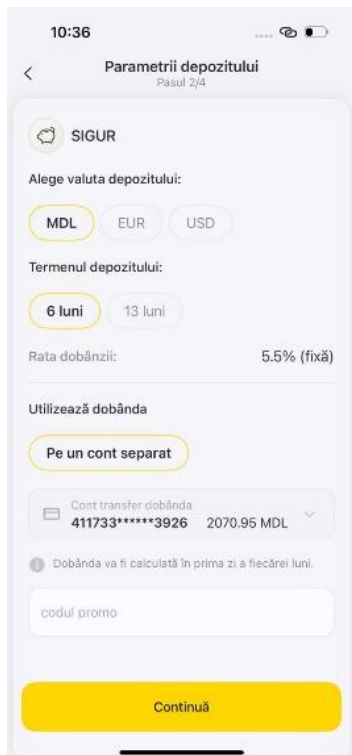 10:36
Parametrii depozitului
Pasul 2/4
SIGUR
Alege valuta depozitului:
MDL EUR USD
Termenul depozitului:
6 luni 13 luni
Rata dobânzii: 5.5% (fixă)
Utilizează dobânda
Pe un cont separat
Cont transfer dobânda
411733******3926 2070.95 MDL
Dobânda va fi calculată în prima zi a fiecărei luni.
codul promo
Continuă